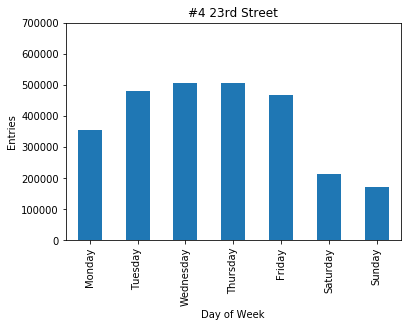 #4 23rd Street
700000
600000
500000
400000
300000
200000
100000
0
Entries
Monday
Tuesday
Wednesday
Thursday
Friday
Saturday
Sunday
Day of Week